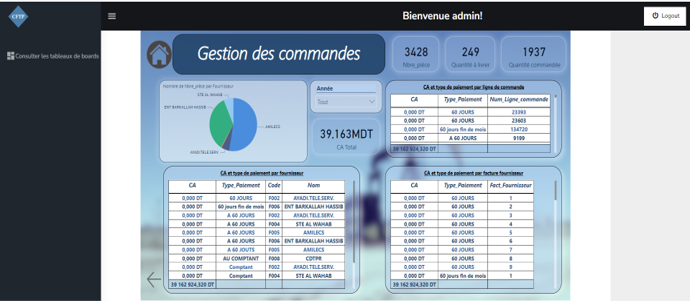 CFTP
Bienvenue admin!
Logout
Consulter les tableaux de bords
Gestion des commandes
3428
Nbre_pièce
249
Quantité à livrer
1937
Quantité commandée
Nombre de Nbre_pièce par Fournisseur
STE AL WAHAB
ENT BARKALLAH HASSIB
AMILECS
AYADI.TELE.SERV.
Année
Tout
39,163MDT
CA Total
CA et type de paiement par ligne de commande
CA Type_Paiement Num_Ligne_commande
0,000 DT 60 JOURS 23393
0,000 DT 60 JOURS 23603
0,000 DT 60 jours fin de mois 134720
0,000 DT A 60 JOURS 9199
39 162 924,320 DT
CA et type de paiement par fournisseur
CA Type_Paiement Code Nom
0,000 DT 60 JOURS F002 AYADI.TELE.SERV.
0,000 DT 60 jours fin de mois F006 ENT BARKALLAH HASSIB
0,000 DT A 60 JOURS F002 AYADI.TELE.SERV.
0,000 DT A 60 JOURS F004 STE AL WAHAB
0,000 DT A 60 JOURS F005 AMILECS
0,000 DT A 60 JOURS F006 ENT BARKALLAH HASSIB
0,000 DT A 60 JOUTS F005 AMILECS
0,000 DT AU COMPTANT F008 CDTPR
0,000 DT Comptant F002 AYADI.TELE.SERV.
0,000 DT Comptant F004 STE AL WAHAB
39 162 924,320 DT
CA et type de paiement par facture fournisseur
CA Type_Paiement Fact_Fournisseur
0,000 DT 60 JOURS 1
0,000 DT 60 JOURS 2
0,000 DT 60 JOURS 3
0,000 DT 60 JOURS 4
0,000 DT 60 JOURS 5
0,000 DT 60 JOURS 6
0,000 DT 60 JOURS 7
0,000 DT 60 JOURS 8
0,000 DT 60 JOURS 9
0,000 DT 60 jours fin de mois 1
39 162 924,320 DT